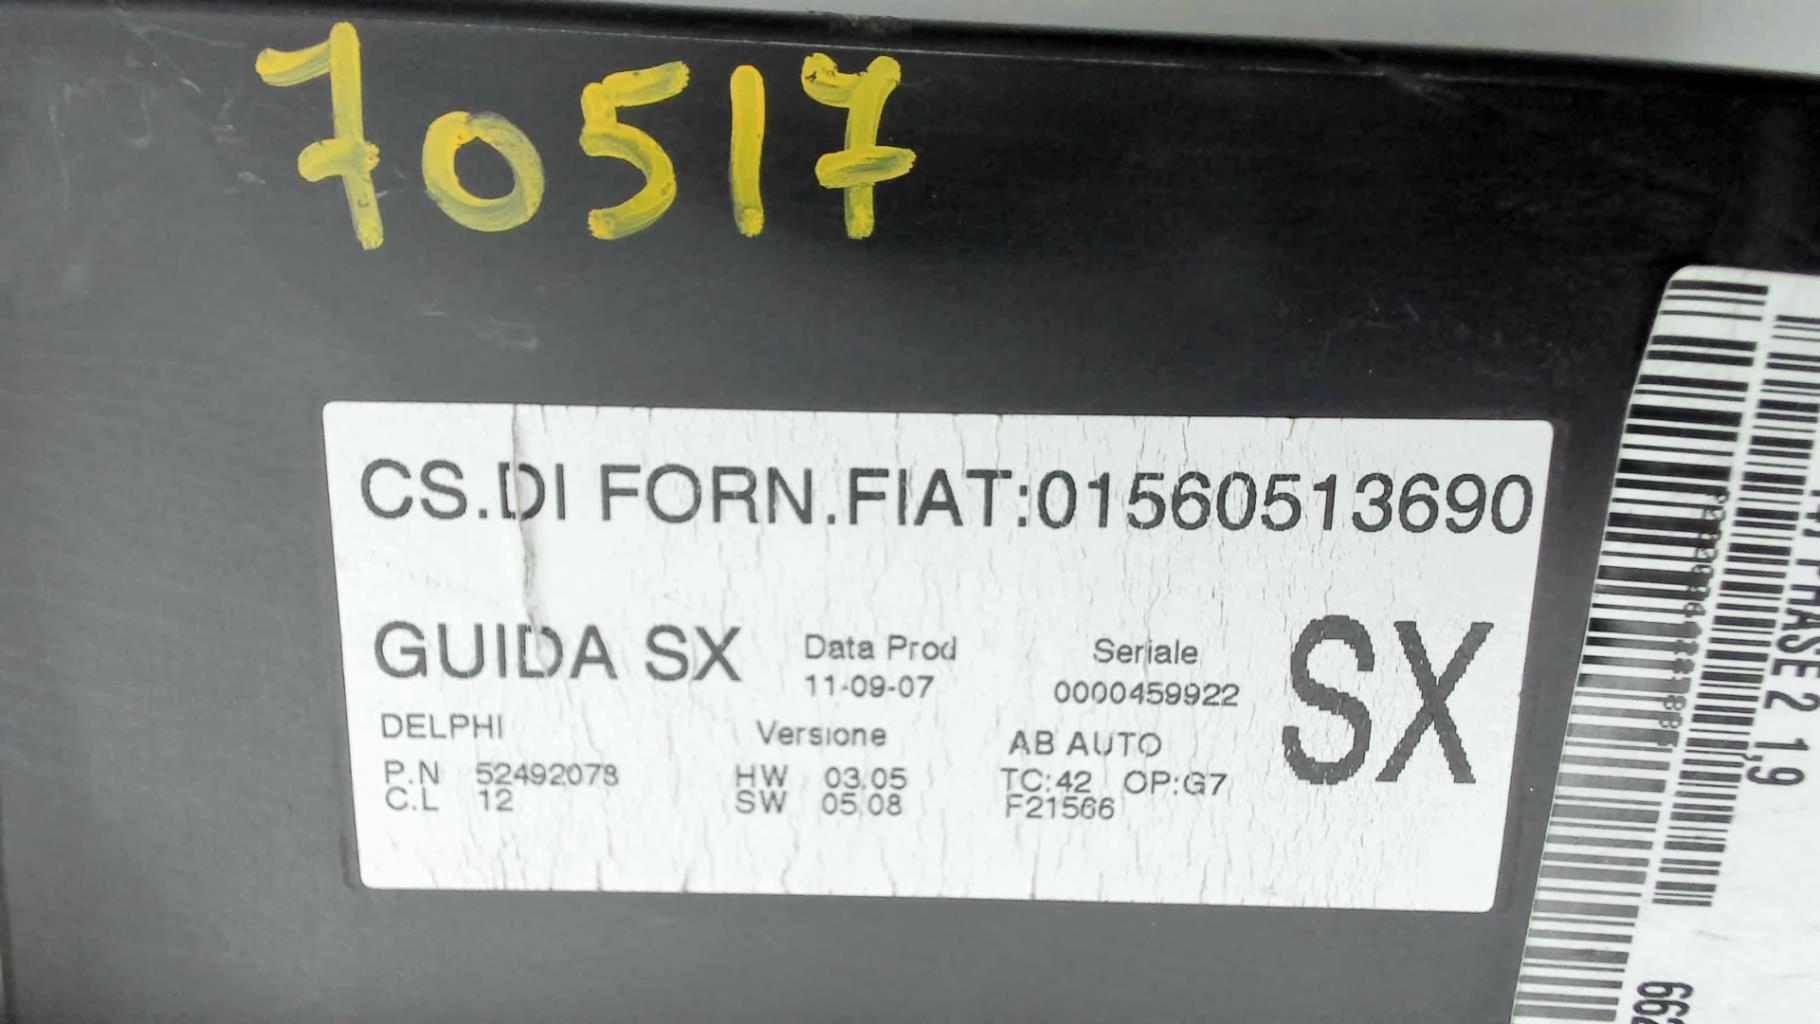 70517
CS.DI FORN.FIAT:01560513690
GUIDA SX
Data Prod
11-09-07
Seriale
0000459922
SX
DELPHI
P.N 52492078
C.L 12
Versione
HW 03.05
SW 05.08
AB AUTO
TC:42 OP:G7
F21566
PHASE 2 1,9